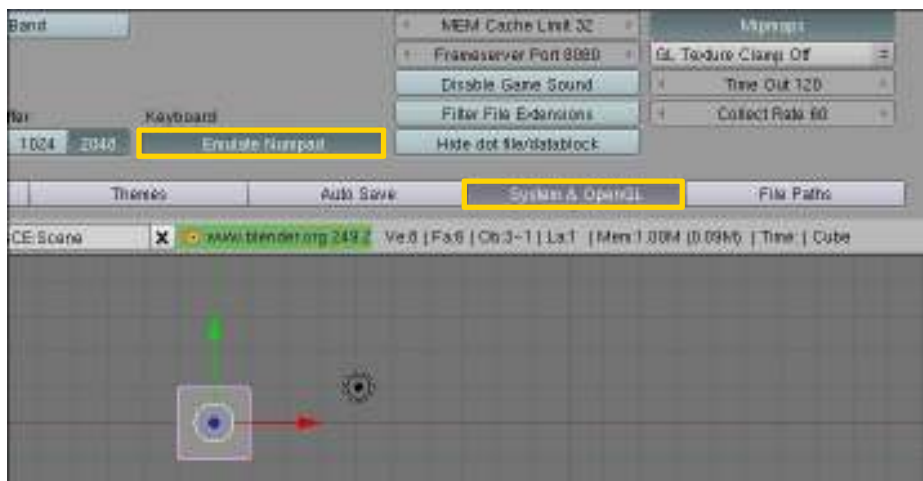 Band
MEM Cache Limit 32
Mipmaps
Frameserver Port 8080
GL Texture Clamp Off
Disable Game Sound
Time Out 120
Keyboard
Filter File Extensions
Collect Rate 60
1024 2048
Emulate Numpad
Hide dot file/datablock
Themes
Auto Save
System & OpenGL
File Paths
CE:Scene
X
www.blender.org 249.2
Ve:8 | Fa:6 | Ob:3-1 | La:1 | Mem:1.00M (0.09M) | Time: | Cube